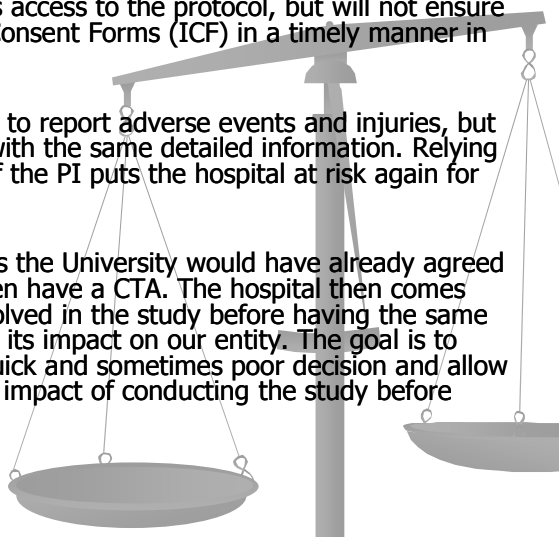 s access to the protocol, but will not ensure
Consent Forms (ICF) in a timely manner in
to report adverse events and injuries, but
with the same detailed information. Relying
f the PI puts the hospital at risk again for
s the University would have already agreed
en have a CTA. The hospital then comes
olved in the study before having the same
its impact on our entity. The goal is to
uick and sometimes poor decision and allow
impact of conducting the study before